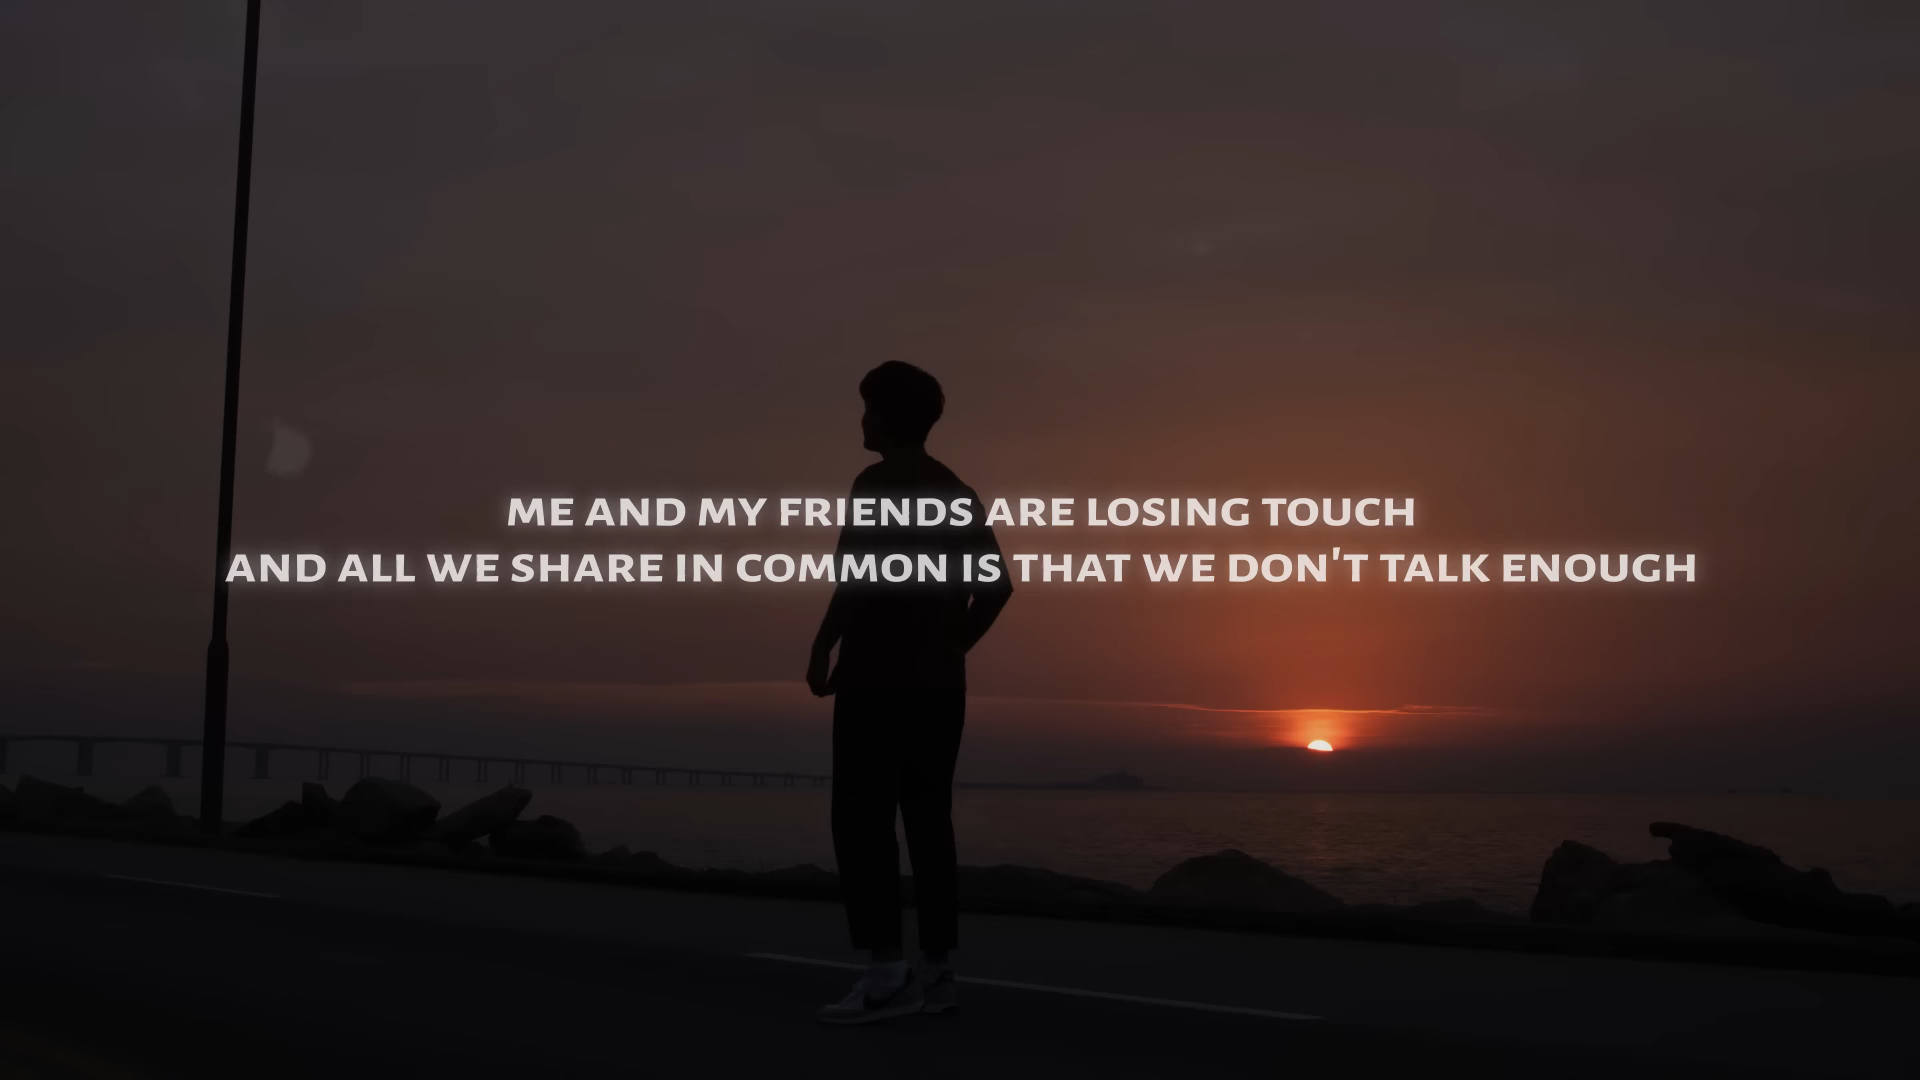 ME AND MY FRIENDS ARE LOSING TOUCH
AND ALL WE SHARE IN COMMON IS THAT WE DON'T TALK ENOUGH